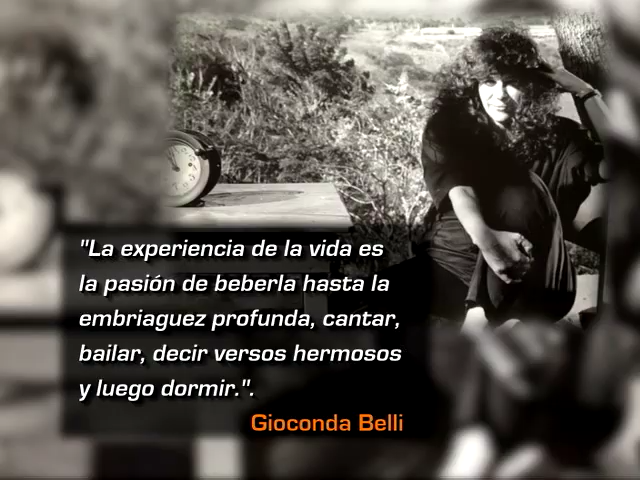 "La experiencia de la vida es
la pasión de beberla hasta la
embriaguez profunda, cantar,
bailar, decir versos hermosos
y luego dormir.".
Gioconda Belli